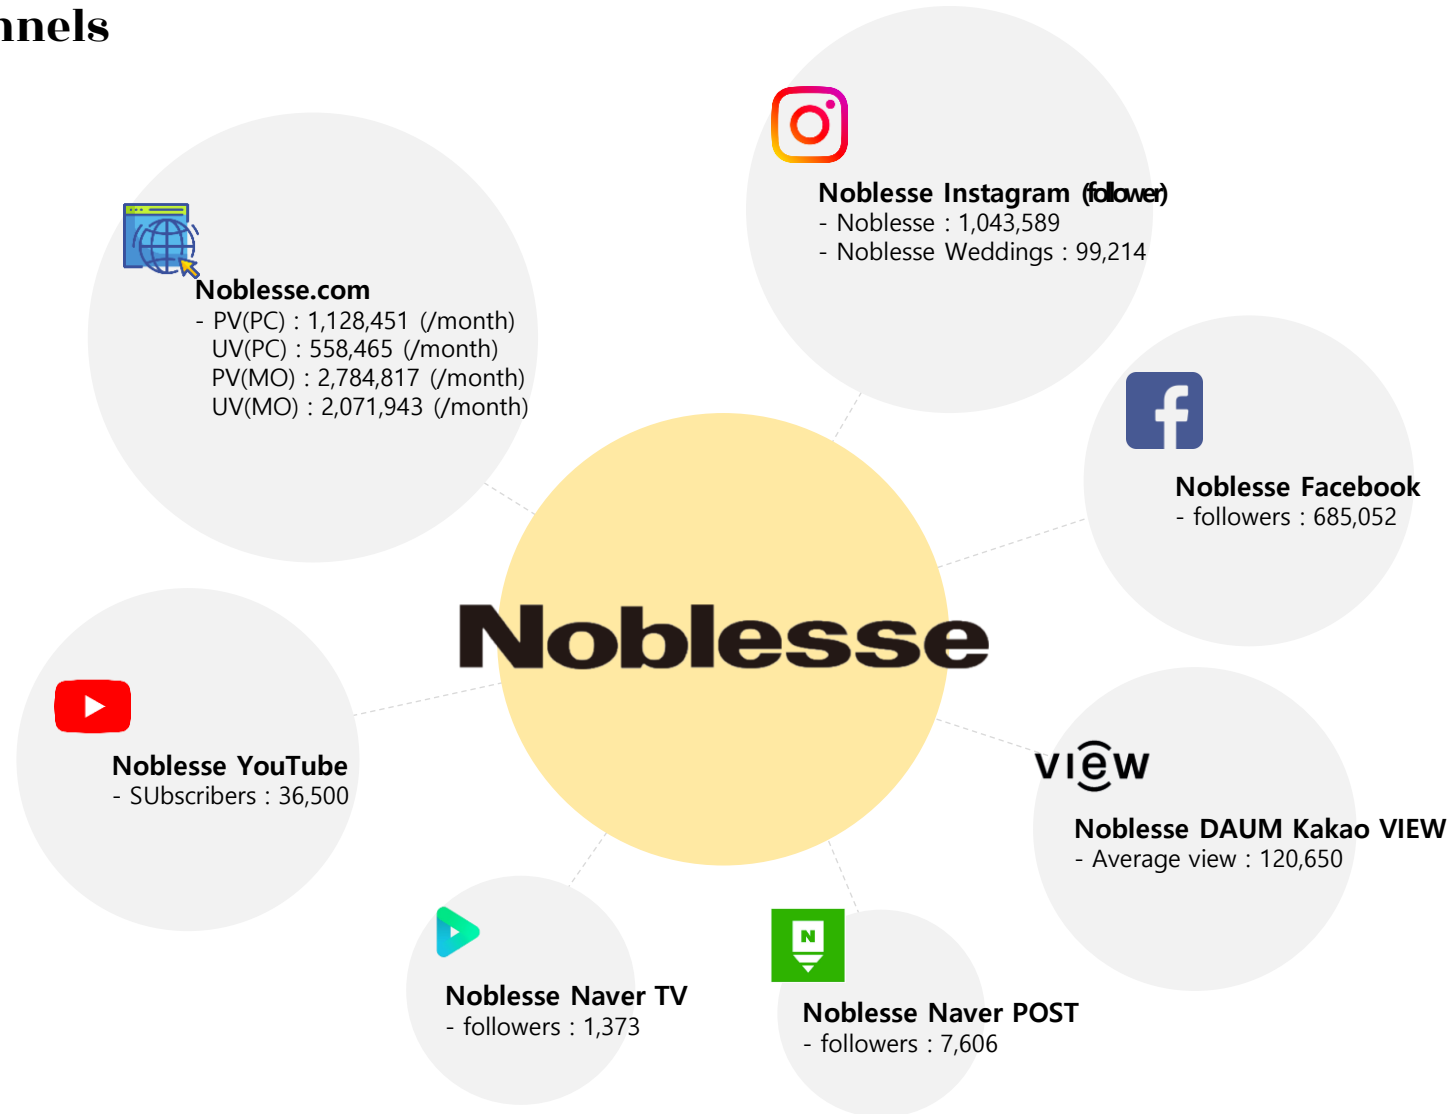 nnels
Noblesse Instagram (follower)
- Noblesse : 1,043,589
- Noblesse Weddings : 99,214
Noblesse.com
- PV(PC) : 1,128,451 (/month)
UV(PC) : 558,465 (/month)
PV(MO) : 2,784,817 (/month)
UV(MO) : 2,071,943 (/month)
Noblesse Facebook
- followers : 685,052
Noblesse
Noblesse YouTube
- SUbscribers : 36,500
view
Noblesse DAUM Kakao VIEW
- Average view : 120,650
Noblesse Naver TV
- followers : 1,373
N
Noblesse Naver POST
- followers : 7,606